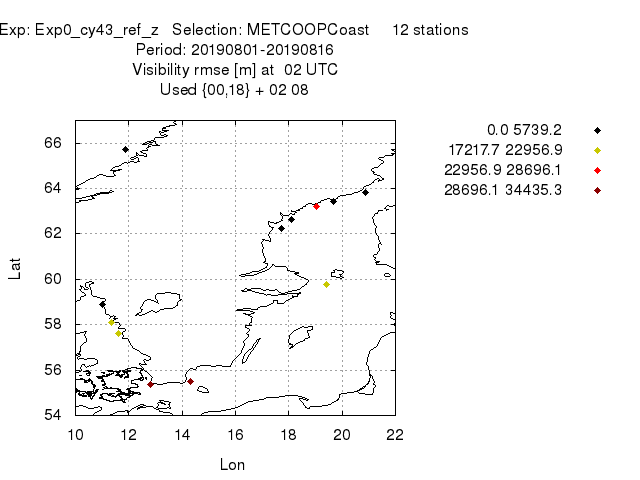 Exp: Exp0_cy43_ref_z   Selection: METCOOPCoast     12 stations
Period: 20190801-20190816
Visibility rmse [m] at  02 UTC
Used {00,18} + 02 08
0.0 5739.2
17217.7 22956.9
22956.9 28696.1
28696.1 34435.3
66
64
62
60
58
56
54
Lat
10 12 14 16 18 20 22
Lon